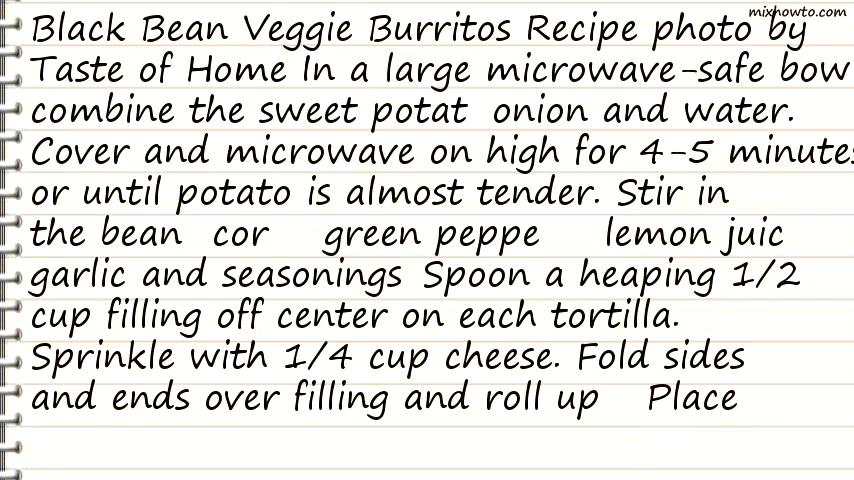 mixhowto.com
Black Bean Veggie Burritos Recipe photo by
Taste of Home In a large microwave-safe bow
combine the sweet potat onion and water.
Cover and microwave on high for 4-5 minutes
or until potato is almost tender. Stir in
the bean cor green peppe lemon juic
garlic and seasonings Spoon a heaping 1/2
cup filling off center on each tortilla.
Sprinkle with 1/4 cup cheese. Fold sides
and ends over filling and roll up Place